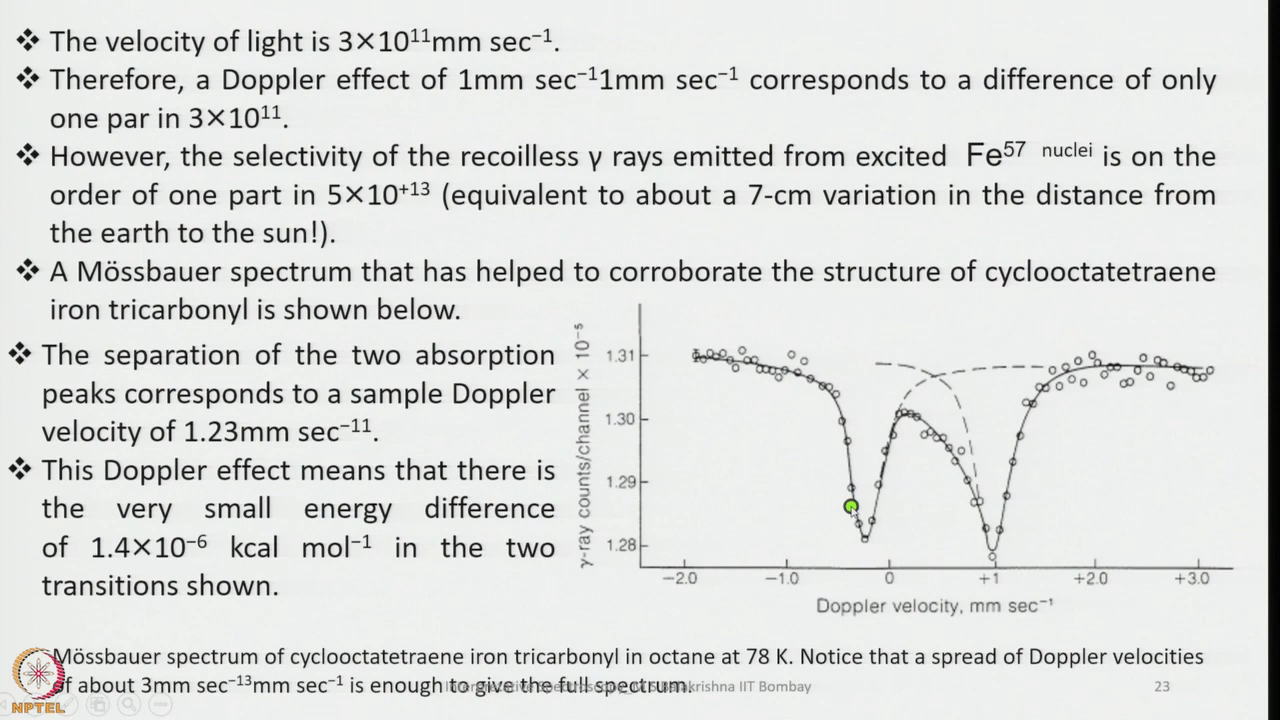 ❖ The velocity of light is 3×10¹¹mm sec⁻¹.
❖ Therefore, a Doppler effect of 1mm sec⁻¹1mm sec⁻¹ corresponds to a difference of only
one par in 3×10¹¹.
❖ However, the selectivity of the recoilless γ rays emitted from excited Fe⁵⁷ ⁿᵘᶜˡᵉⁱ is on the
order of one part in 5×10⁺¹³ (equivalent to about a 7-cm variation in the distance from
the earth to the sun!).
❖ A Mössbauer spectrum that has helped to corroborate the structure of cyclooctatetraene
iron tricarbonyl is shown below.
❖ The separation of the two absorption
peaks corresponds to a sample Doppler
velocity of 1.23mm sec⁻¹¹.
❖ This Doppler effect means that there is
the very small energy difference
of 1.4×10⁻⁶ kcal mol⁻¹ in the two
transitions shown.
γ-ray counts/channel × 10⁻⁵
1.31
1.30
1.29
1.28
−2.0 −1.0 0 +1 +2.0 +3.0
Doppler velocity, mm sec⁻¹
Mössbauer spectrum of cyclooctatetraene iron tricarbonyl in octane at 78 K. Notice that a spread of Doppler velocities
of about 3mm sec⁻¹3mm sec⁻¹ is enough to give the full spectrum.
IIT Bombay
23
NPTEL